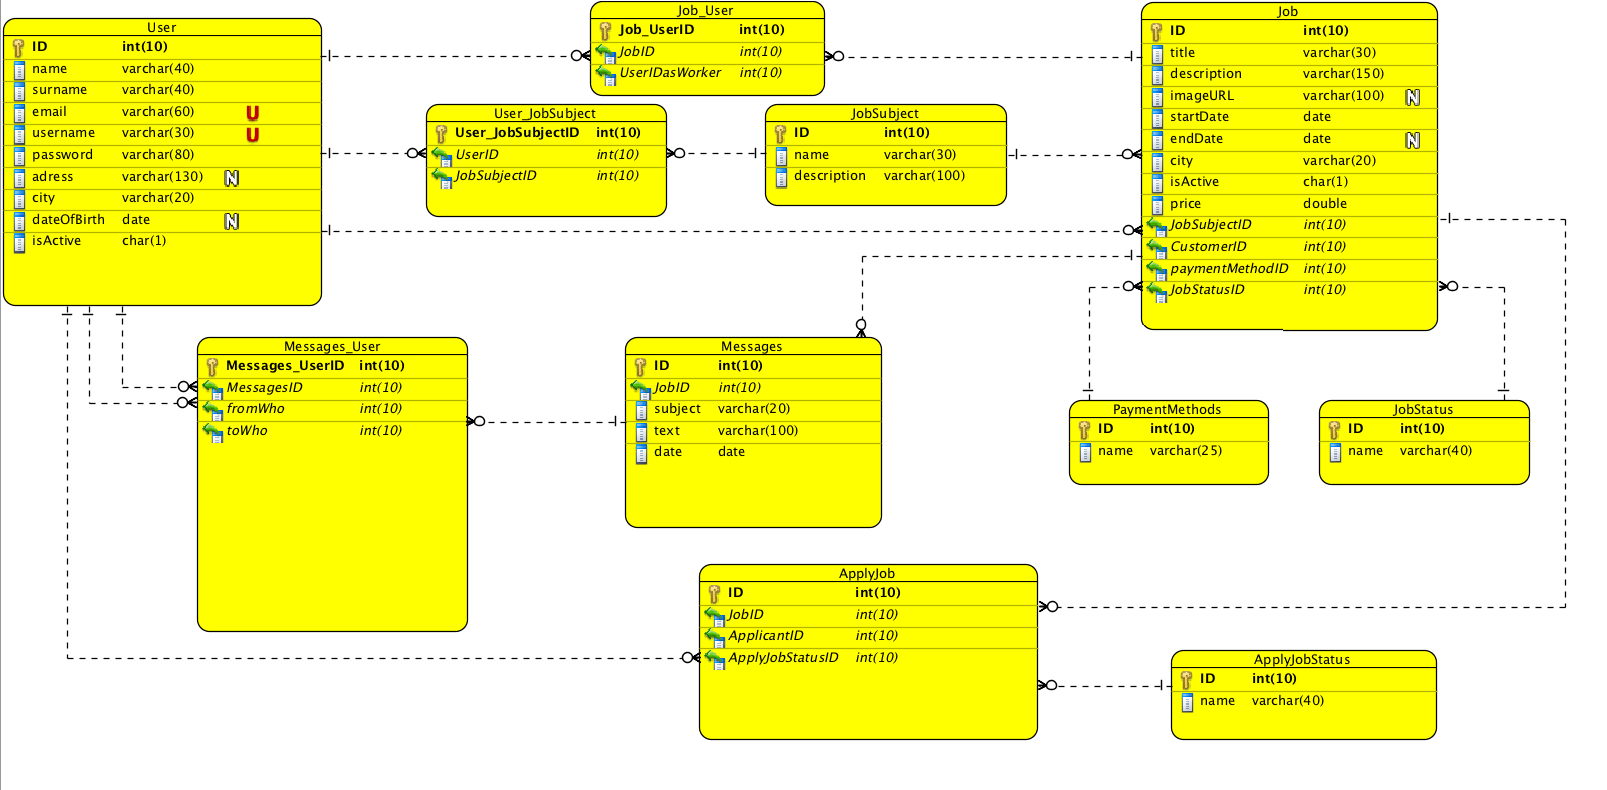 User
ID int(10)
name varchar(40)
surname varchar(40)
email varchar(60) U
username varchar(30) U
password varchar(80)
adress varchar(130) N
city varchar(20)
dateOfBirth date N
isActive char(1)
Job_User
Job_UserID int(10)
JobID int(10)
UserIDasWorker int(10)
User_JobSubject
User_JobSubjectID int(10)
UserID int(10)
JobSubjectID int(10)
JobSubject
ID int(10)
name varchar(30)
description varchar(100)
Job
ID int(10)
title varchar(30)
description varchar(150)
imageURL varchar(100) N
startDate date
endDate date N
city varchar(20)
isActive char(1)
price double
JobSubjectID int(10)
CustomerID int(10)
paymentMethodID int(10)
JobStatusID int(10)
Messages_User
Messages_UserID int(10)
MessagesID int(10)
fromWho int(10)
toWho int(10)
Messages
ID int(10)
JobID int(10)
subject varchar(20)
text varchar(100)
date date
PaymentMethods
ID int(10)
name varchar(25)
JobStatus
ID int(10)
name varchar(40)
ApplyJob
ID int(10)
JobID int(10)
ApplicantID int(10)
ApplyJobStatusID int(10)
ApplyJobStatus
ID int(10)
name varchar(40)